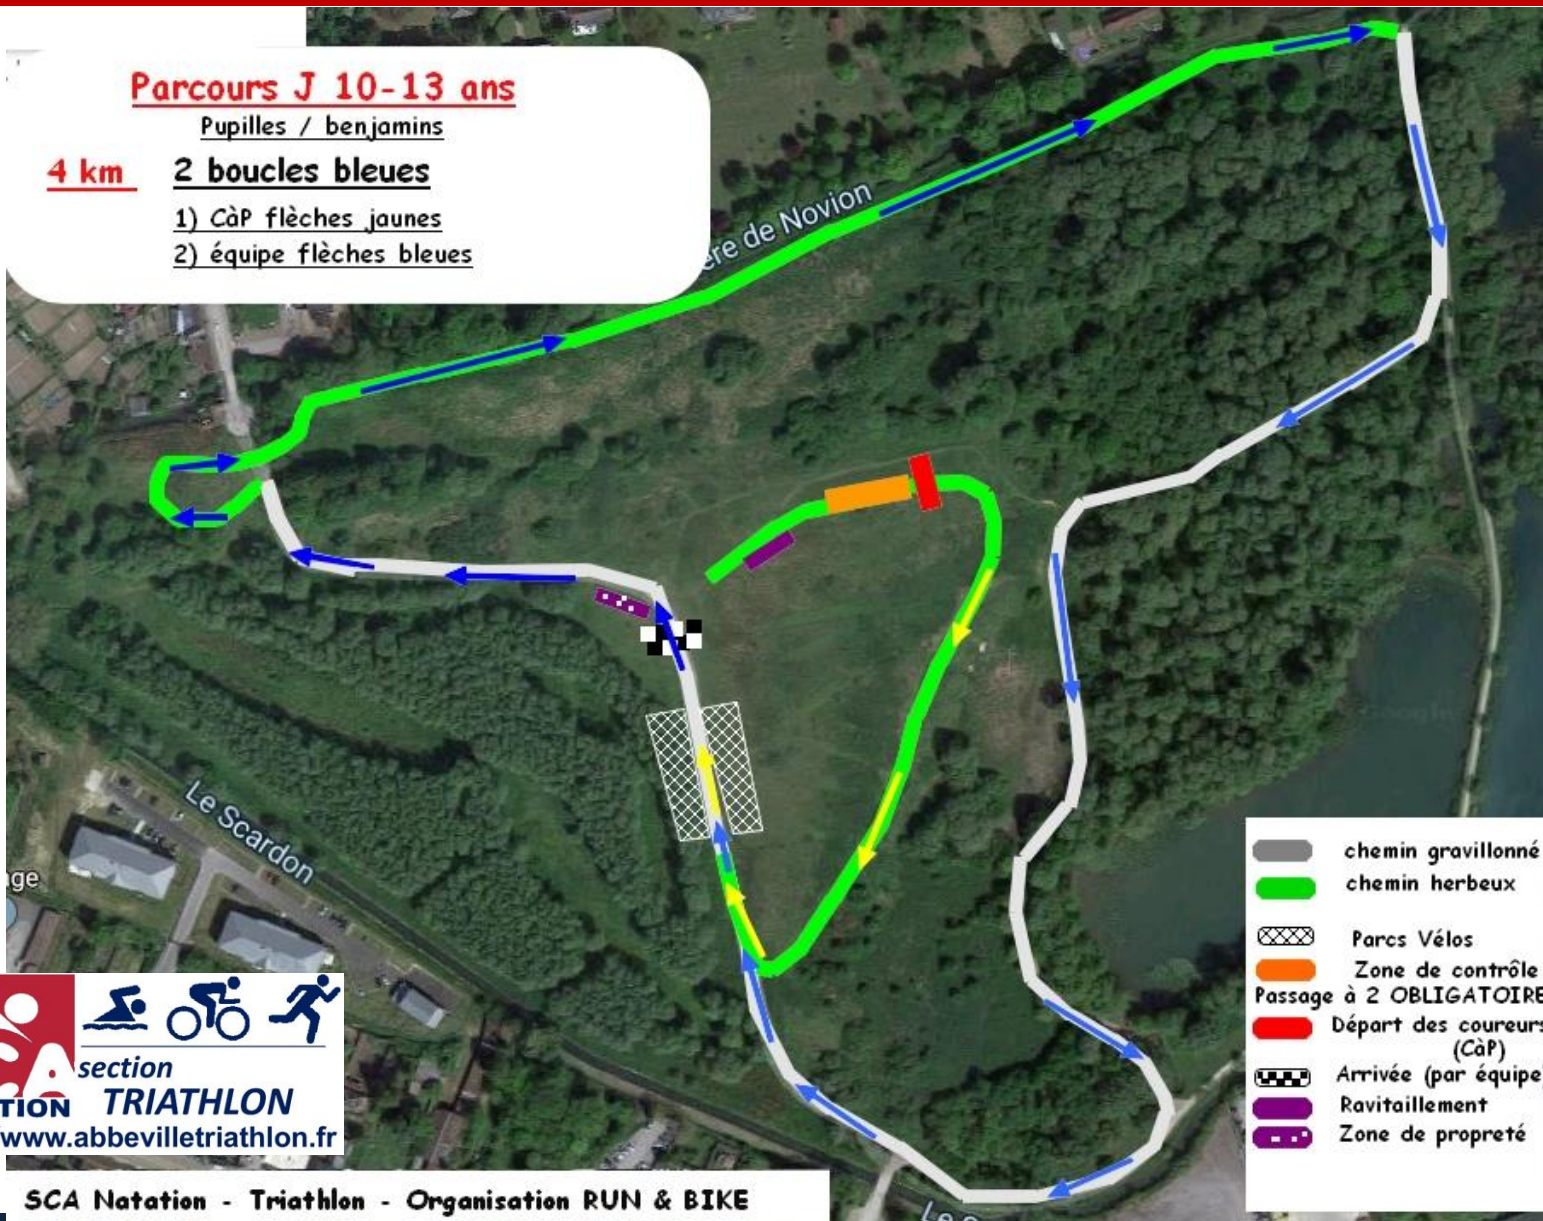 Parcours J 10-13 ans
Pupilles / benjamins
4 km 2 boucles bleues
1) CàP flèches jaunes
2) équipe flèches bleues
ère de Novion
Le Scardon
chemin gravillonné
chemin herbeux
Parcs Vélos
Zone de contrôle
Passage à 2 OBLIGATOIRE
Départ des coureurs
(CàP)
Arrivée (par équipe)
Ravitaillement
Zone de propreté
section
TRIATHLON
www.abbevilletriathlon.fr
SCA Natation - Triathlon - Organisation RUN & BIKE